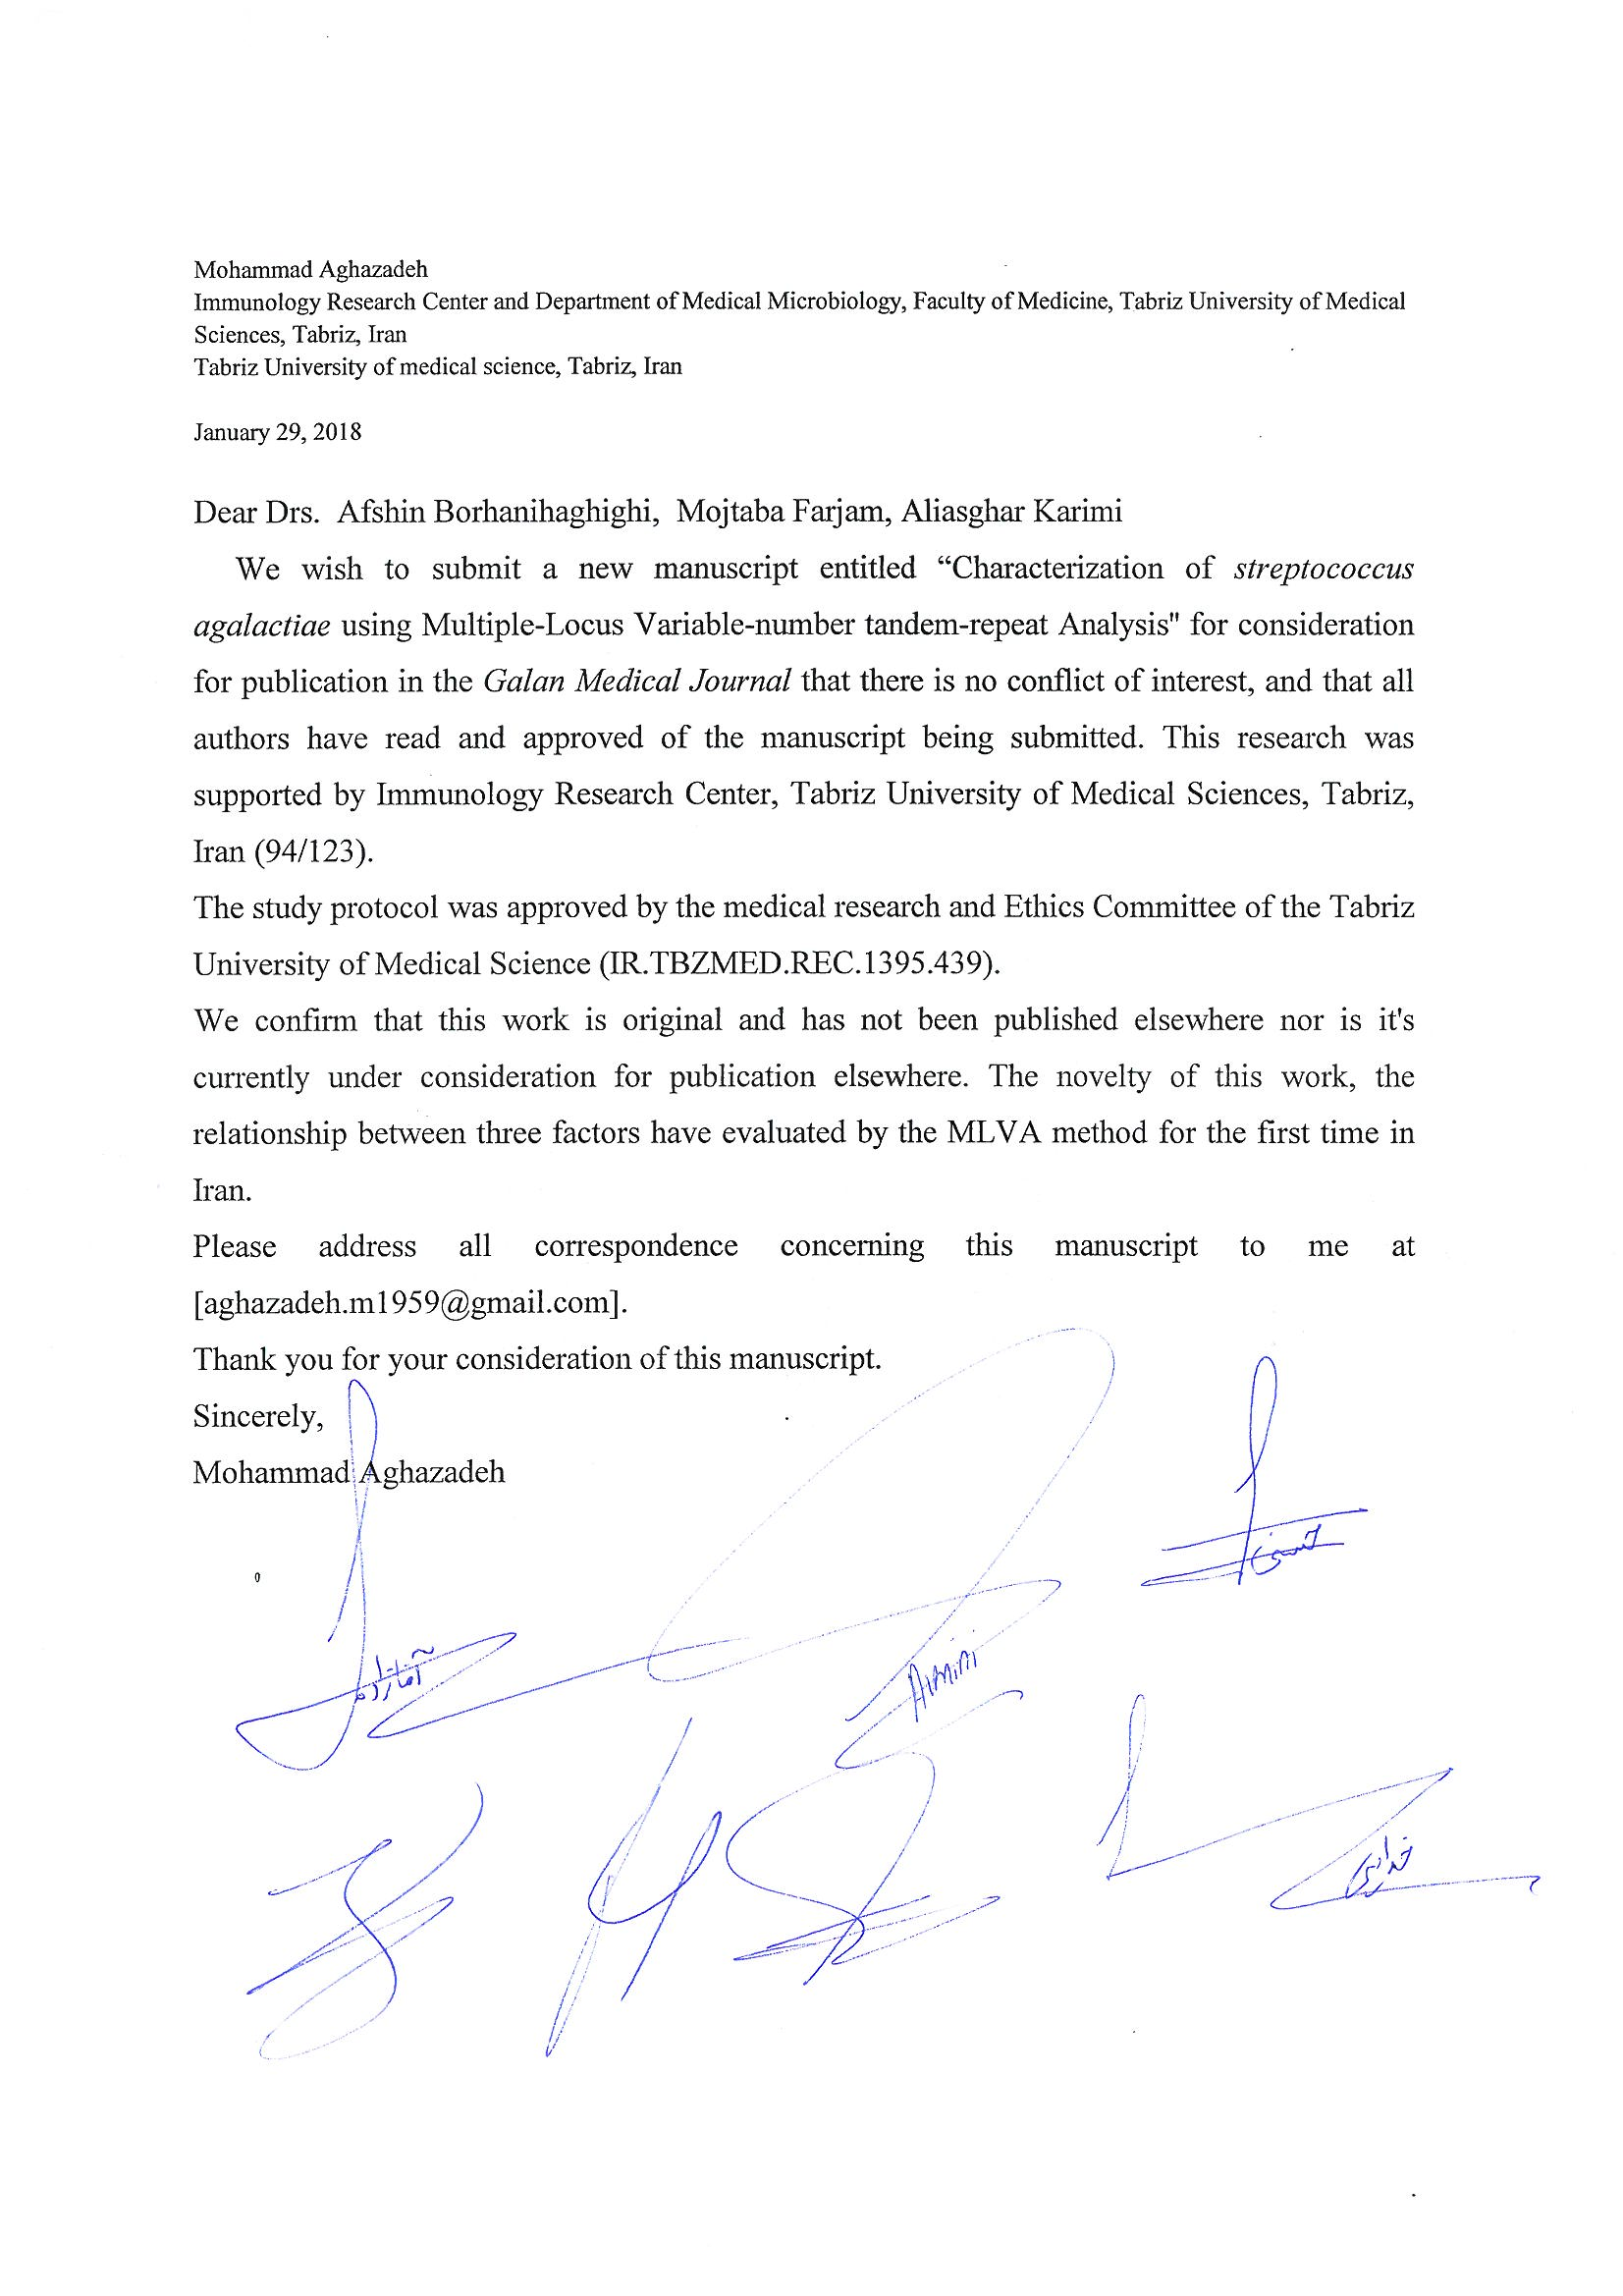 Mohammad Aghazadeh
Immunology Research Center and Department of Medical Microbiology, Faculty of Medicine, Tabriz University of Medical
Sciences, Tabriz, Iran
Tabriz University of medical science, Tabriz, Iran
January 29, 2018
Dear Drs. Afshin Borhanihaghighi, Mojtaba Farjam, Aliasghar Karimi
We wish to submit a new manuscript entitled “Characterization of streptococcus
agalactiae using Multiple-Locus Variable-number tandem-repeat Analysis" for consideration
for publication in the Galan Medical Journal that there is no conflict of interest, and that all
authors have read and approved of the manuscript being submitted. This research was
supported by Immunology Research Center, Tabriz University of Medical Sciences, Tabriz,
Iran (94/123).
The study protocol was approved by the medical research and Ethics Committee of the Tabriz
University of Medical Science (IR.TBZMED.REC.1395.439).
We confirm that this work is original and has not been published elsewhere nor is it's
currently under consideration for publication elsewhere. The novelty of this work, the
relationship between three factors have evaluated by the MLVA method for the first time in
Iran.
Please address all correspondence concerning this manuscript to me at
[aghazadeh.m1959@gmail.com].
Thank you for your consideration of this manuscript.
Sincerely,
Mohammad Aghazadeh
آقازاده